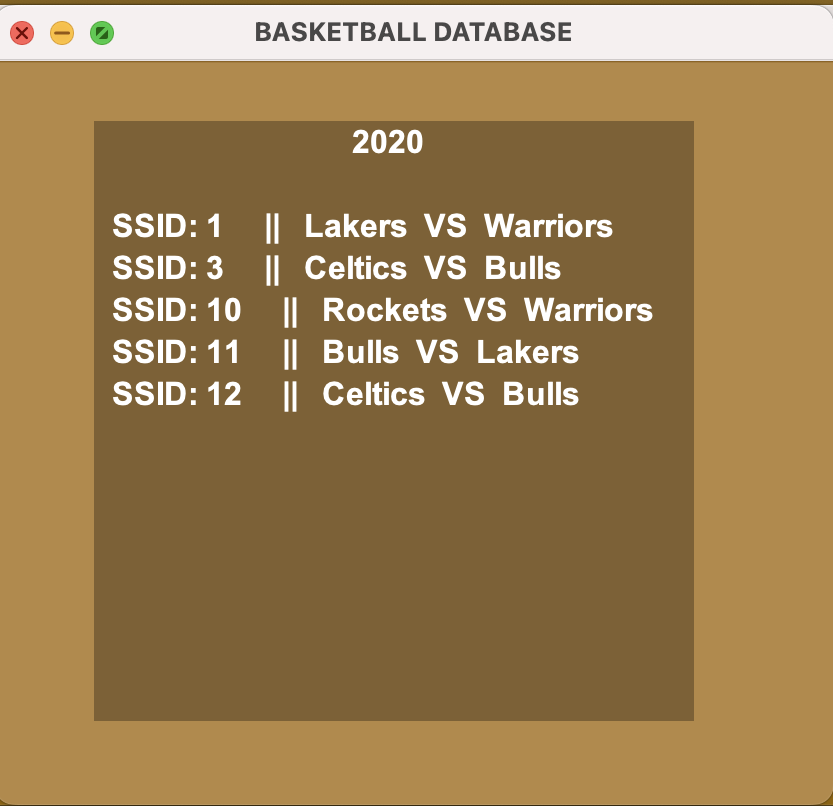 BASKETBALL DATABASE
2020
SSID: 1 || Lakers VS Warriors
SSID: 3 || Celtics VS Bulls
SSID: 10 || Rockets VS Warriors
SSID: 11 || Bulls VS Lakers
SSID: 12 || Celtics VS Bulls